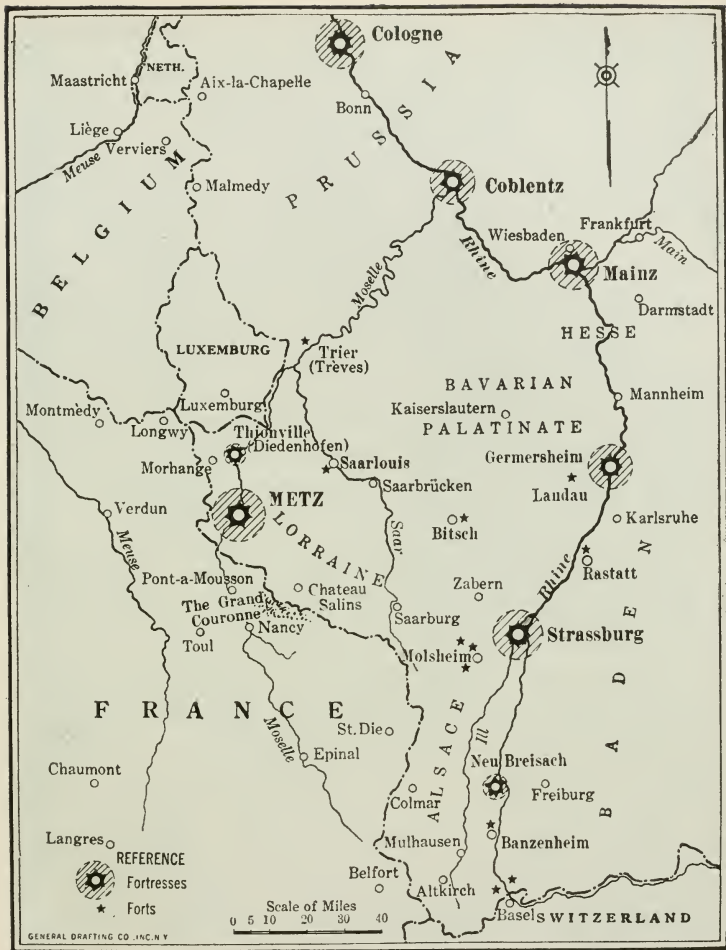 Cologne
NETH.
Maastricht
Aix-la-Chapelle
Bonn
PRUSSIA
Liège
Verviers
Meuse
BELGIUM
Malmedy
Coblentz
Wiesbaden
Frankfurt
Rhine
Main
Mainz
Moselle
Darmstadt
HESSE
LUXEMBURG
Trier
(Trèves)
BAVARIAN
PALATINATE
Mannheim
Kaiserslautern
Luxemburg
Montmèdy
Longwy
Thionville
(Diedenhofen)
Germersheim
Morhange
Saarlouis
Landau
Saarbrücken
METZ
Verdun
Karlsruhe
Bitsch
LORRAINE
Saar
Meuse
Rhine
Rastatt
Pont-a-Mousson
Chateau
Salins
Zabern
The Grand
Couronne
Saarburg
Nancy
Toul
Strassburg
Molsheim
BADEN
FRANCE
Moselle
St. Die
ALSACE
Ill
Epinal
Neu Breisach
Chaumont
Colmar
Freiburg
Langres
Mulhausen
Banzenheim
REFERENCE
Fortresses
Forts
Belfort
Altkirch
Scale of Miles
0 5 10 20 30 40
Basel
SWITZERLAND
GENERAL DRAFTING CO. INC. N Y